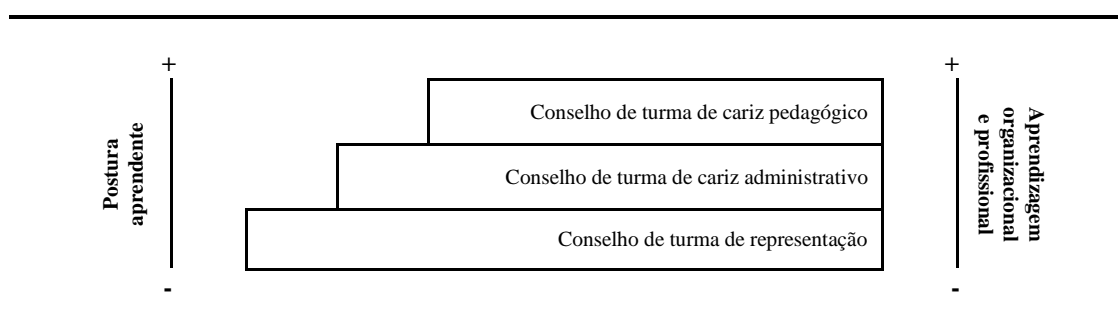 +
Postura
aprendente
-
Conselho de turma de cariz pedagógico
Conselho de turma de cariz administrativo
Conselho de turma de representação
+
Aprendizagem
organizacional
e profissional
-